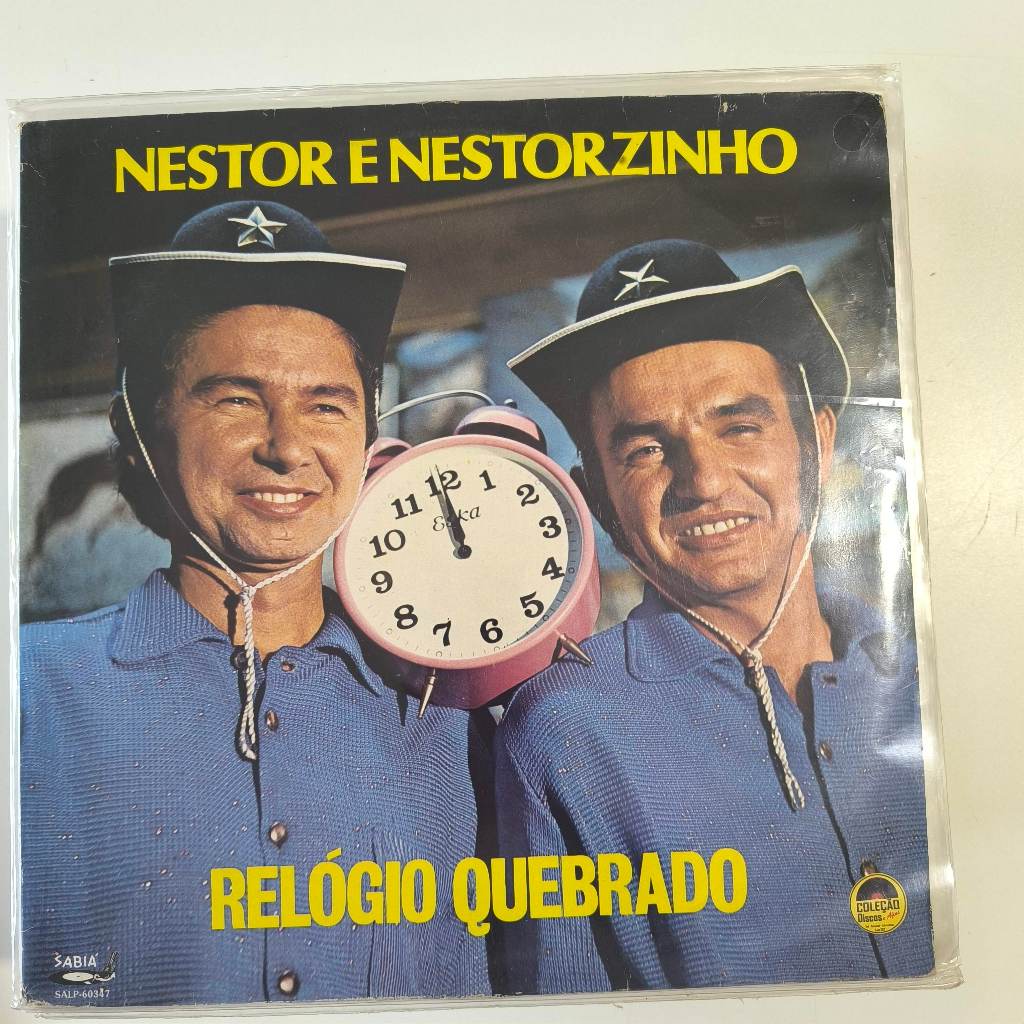 NESTOR E NESTORZINHO
12
1
2
3
4
5
6
7
8
9
10
11
RELÓGIO QUEBRADO
SABIÁ
SALP-60347
COLEÇÃO
Discos